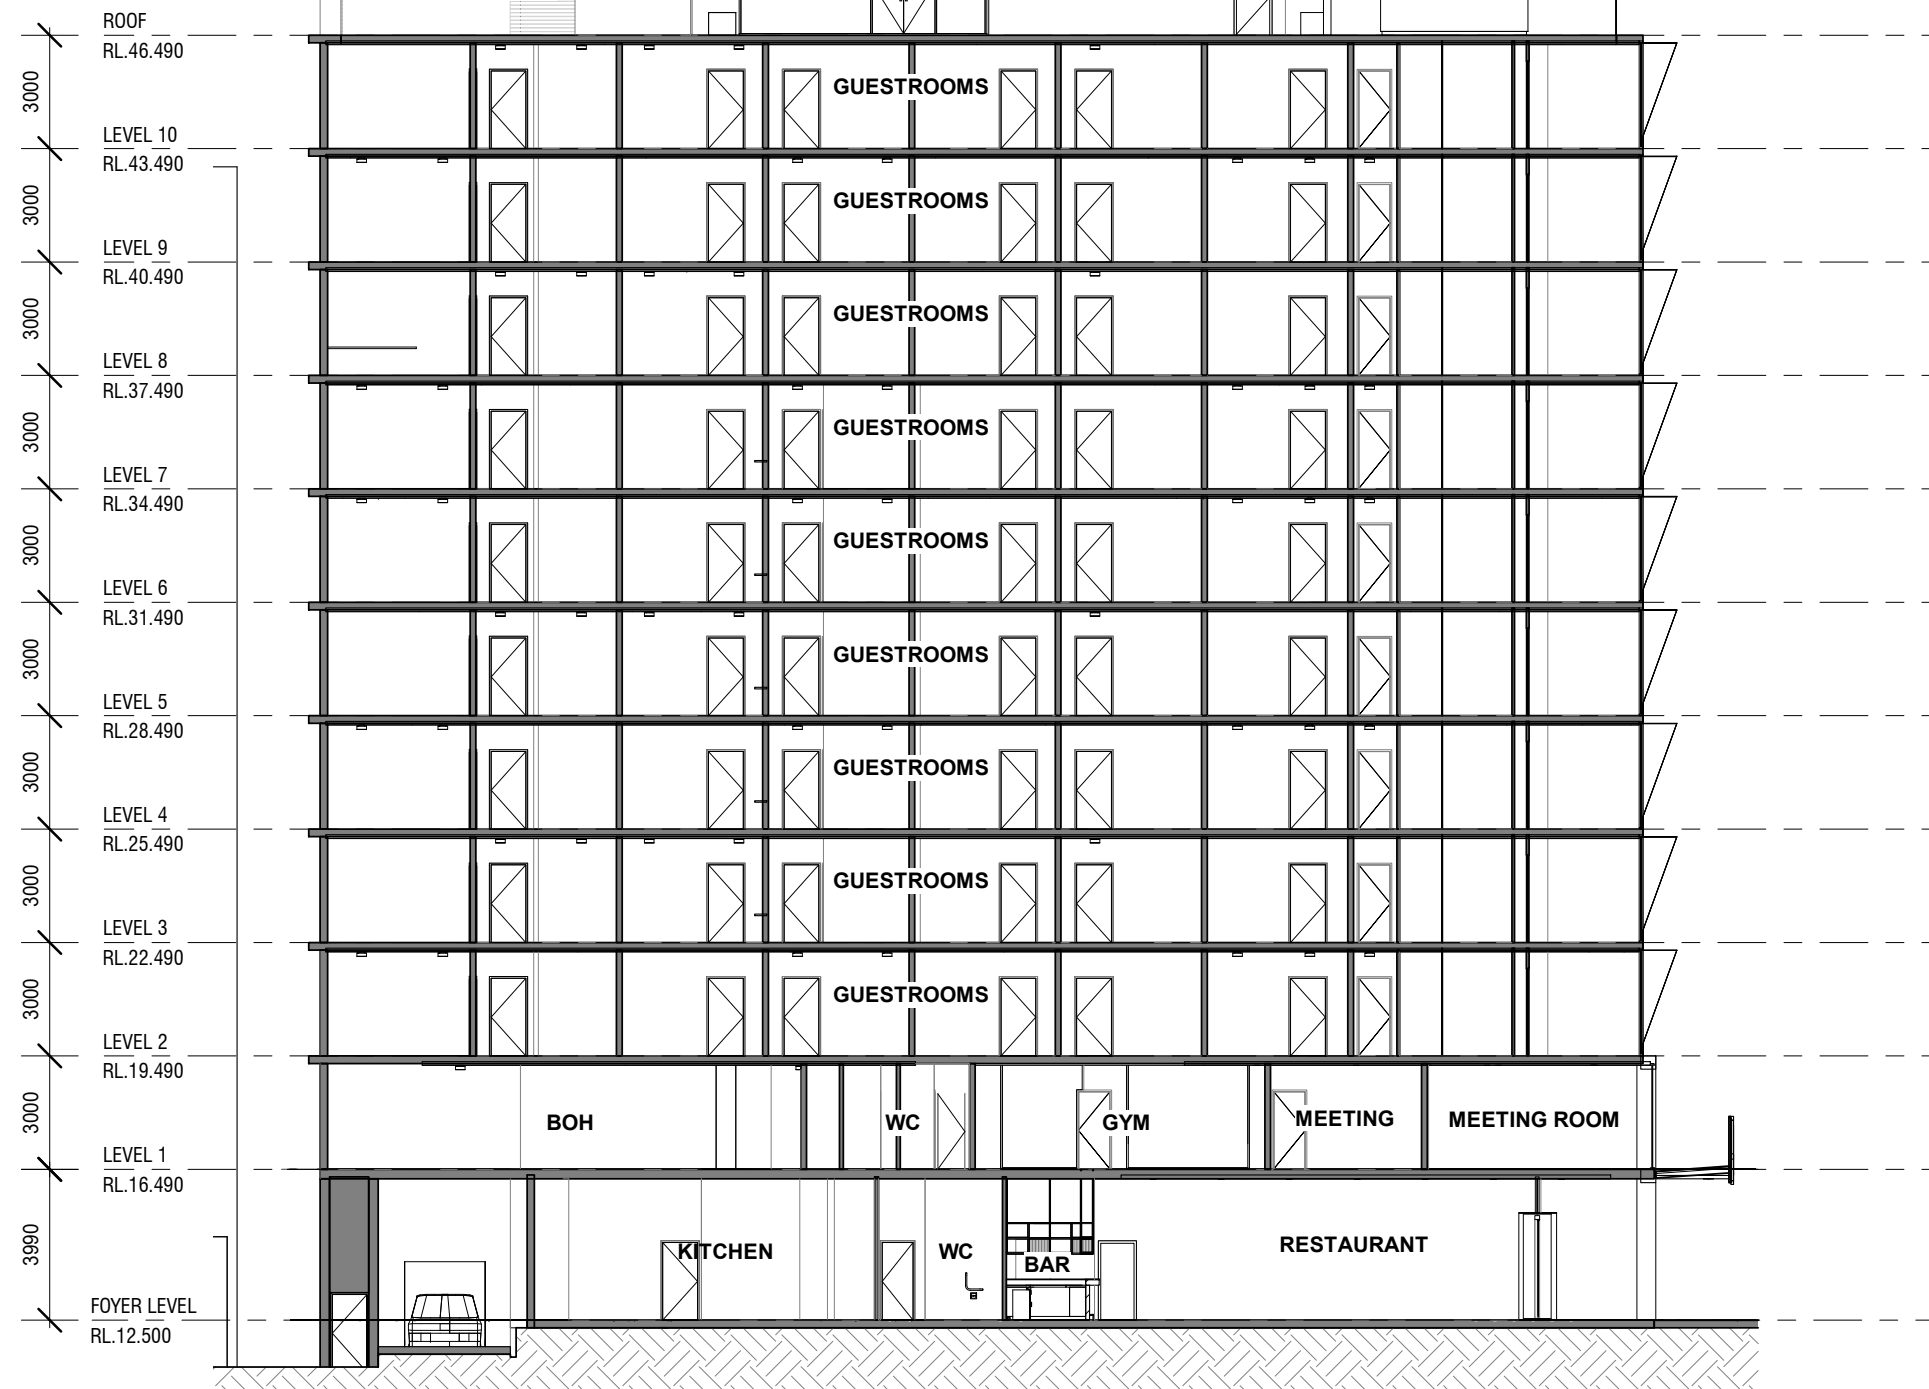 ROOF
RL.46.490
3000
GUESTROOMS
LEVEL 10
RL.43.490
3000
GUESTROOMS
LEVEL 9
RL.40.490
3000
GUESTROOMS
LEVEL 8
RL.37.490
3000
GUESTROOMS
LEVEL 7
RL.34.490
3000
GUESTROOMS
LEVEL 6
RL.31.490
3000
GUESTROOMS
LEVEL 5
RL.28.490
3000
GUESTROOMS
LEVEL 4
RL.25.490
3000
GUESTROOMS
LEVEL 3
RL.22.490
3000
GUESTROOMS
LEVEL 2
RL.19.490
3000
BOH WC GYM MEETING MEETING ROOM
LEVEL 1
RL.16.490
3990
KITCHEN WC BAR RESTAURANT
FOYER LEVEL
RL.12.500